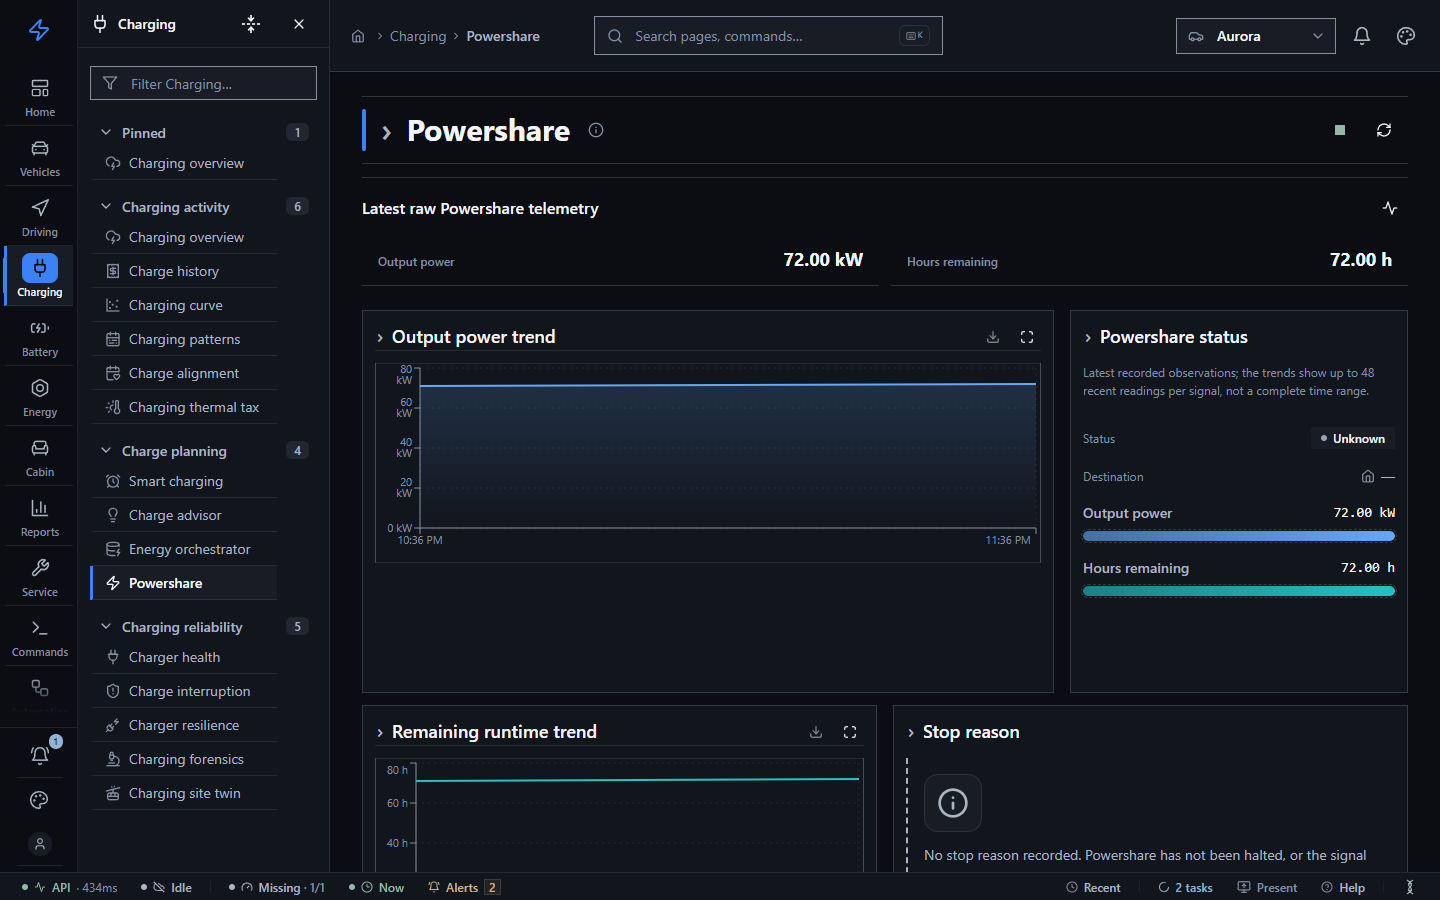 Home
Vehicles
Driving
Charging
Battery
Energy
Cabin
Reports
Service
Commands
1
Charging
Filter Charging...
Pinned 1
Charging overview
Charging activity 6
Charging overview
Charge history
Charging curve
Charging patterns
Charge alignment
Charging thermal tax
Charge planning 4
Smart charging
Charge advisor
Energy orchestrator
Powershare
Charging reliability 5
Charger health
Charge interruption
Charger resilience
Charging forensics
Charging site twin
Charging Powershare
Search pages, commands... K
Aurora
Powershare
Latest raw Powershare telemetry
Output power 72.00 kW
Hours remaining 72.00 h
Output power trend
80 kW
60 kW
40 kW
20 kW
0 kW
10:36 PM 11:36 PM
Powershare status
Latest recorded observations; the trends show up to 48
recent readings per signal, not a complete time range.
Status Unknown
Destination —
Output power 72.00 kW
Hours remaining 72.00 h
Remaining runtime trend
80 h
60 h
40 h
Stop reason
No stop reason recorded. Powershare has not been halted, or the signal
API · 434ms Idle Missing · 1/1 Now Alerts 2 Recent 2 tasks Present Help